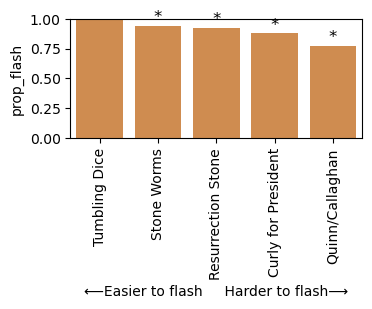 prop_flash
1.00
0.75
0.50
0.25
0.00
* * * *
Tumbling Dice
Stone Worms
Resurrection Stone
Curly for President
Quinn/Callaghan
⟵Easier to flash Harder to flash⟶